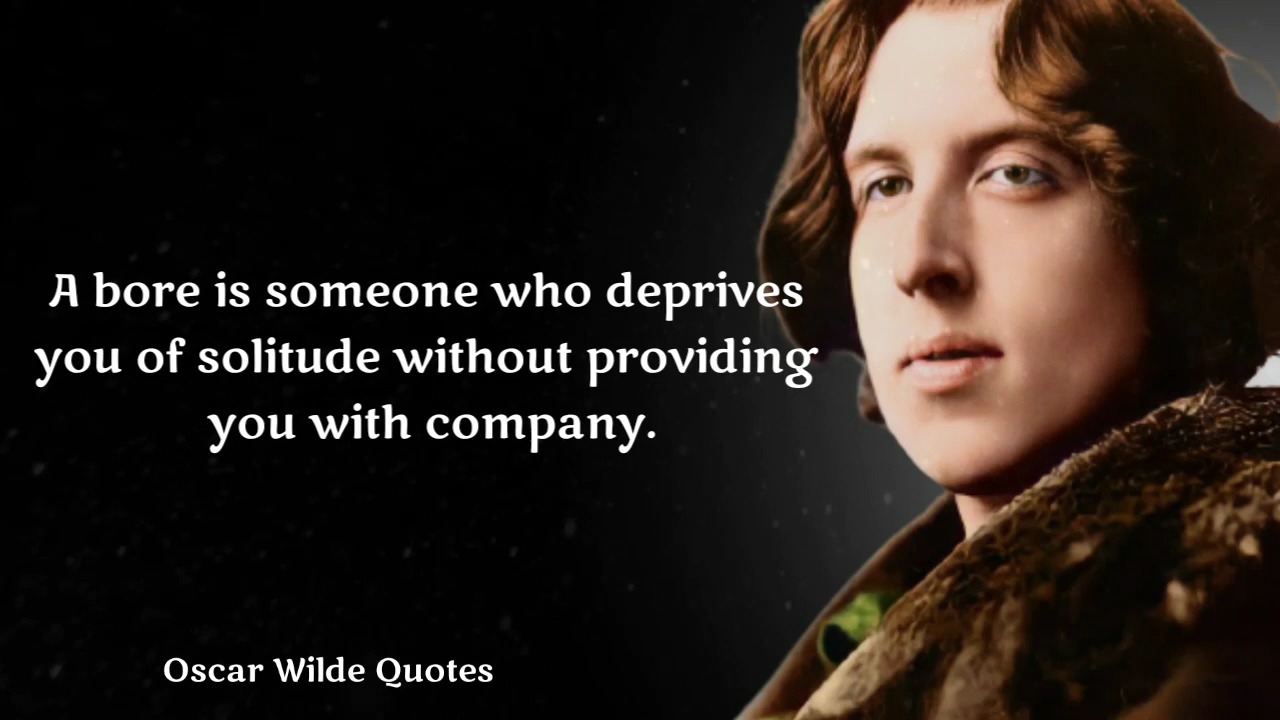 A bore is someone who deprives
you of solitude without providing
you with company.
Oscar Wilde Quotes